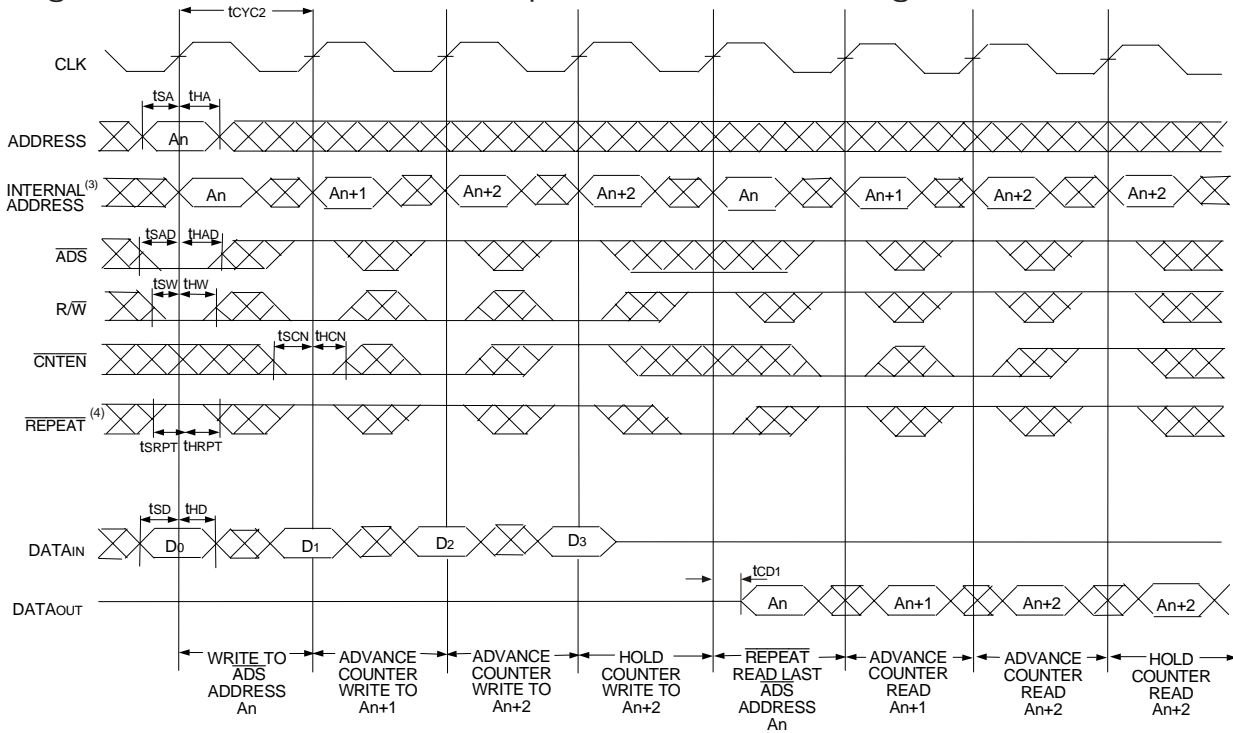 tCYC2
CLK
tSA tHA
ADDRESS An
INTERNAL(3)
ADDRESS
An An+1 An+2 An+2 An An+1 An+2 An+2
tSAD tHAD
ADS
tSW tHW
R/W
tSCN tHCN
CNTEN
REPEAT (4)
tSRPT tHRPT
tSD tHD
DATAIN D0 D1 D2 D3
tCD1
DATAOUT An An+1 An+2 An+2
WRITE TO
ADS
ADDRESS
An
ADVANCE
COUNTER
WRITE TO
An+1
ADVANCE
COUNTER
WRITE TO
An+2
HOLD
COUNTER
WRITE TO
An+2
REPEAT
READ LAST
ADS
ADDRESS
An
ADVANCE
COUNTER
READ
An+1
ADVANCE
COUNTER
READ
An+2
HOLD
COUNTER
READ
An+2